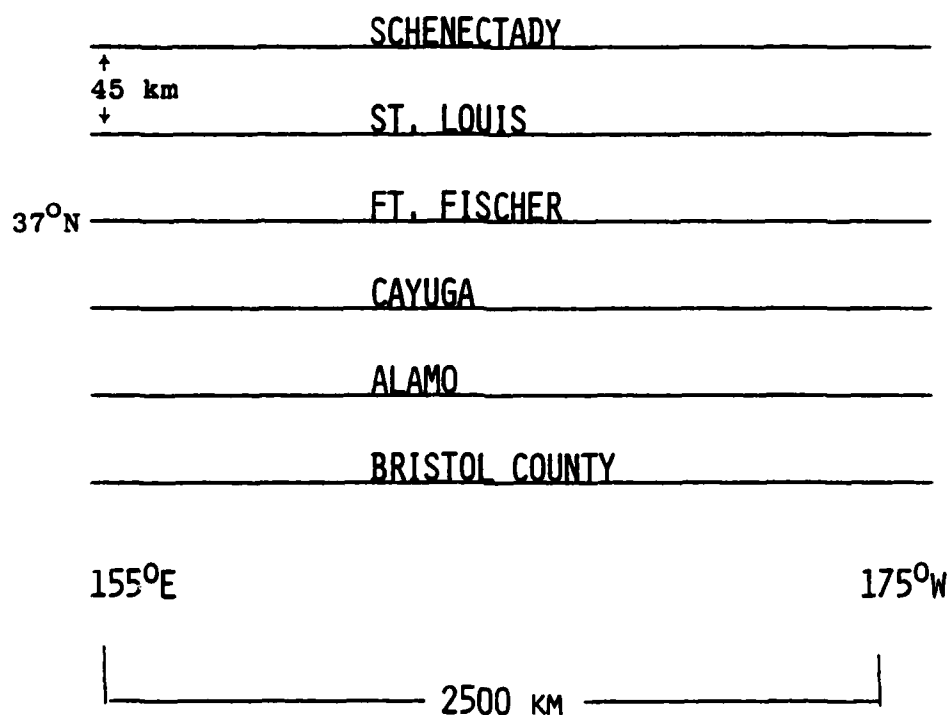 SCHENECTADY
45 km
ST. LOUIS
37°N FT. FISCHER
CAYUGA
ALAMO
BRISTOL COUNTY
155°E 175°W
2500 KM